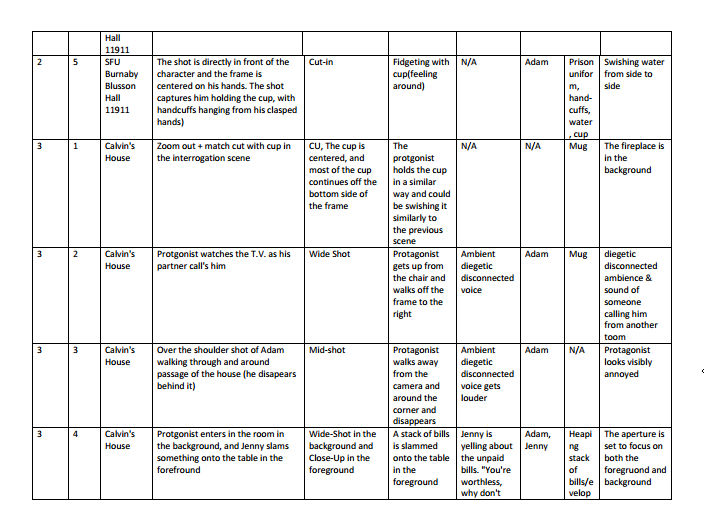 Hall
11911
2
5
SFU
Burnaby
Blusson
Hall
11911
The shot is directly in front of the
character and the frame is
centered on his hands. The shot
captures him holding the cup, with
handcuffs hanging from his clasped
hands)
Cut-in
Fidgeting with
cup(feeling
around)
N/A
Adam
Prison
unifor
m,
hand-
cuffs,
water
, cup
Swishing water
from side to
side
3
1
Calvin's
House
Zoom out + match cut with cup in
the interrogation scene
CU, The cup is
centered, and
most of the cup
continues off the
bottom side of
the frame
The
protgonist
holds the cup
in a similar
way and could
be swishing it
similarly to
the previous
scene
N/A
N/A
Mug
The fireplace is
in the
background
3
2
Calvin's
House
Protgonist watches the T.V. as his
partner call's him
Wide Shot
Protagonist
gets up from
the chair and
walks off the
frame to the
right
Ambient
diegetic
disconnected
voice
Adam
Mug
diegetic
disconnected
ambience &
sound of
someone
calling him
from another
toom
3
3
Calvin's
House
Over the shoulder shot of Adam
walking through and around
passage of the house (he disapears
behind it)
Mid-shot
Protagonist
walks away
from the
camera and
around the
corner and
disappears
Ambient
diegetic
disconnected
voice gets
louder
Adam
N/A
Protagonist
looks visibly
annoyed
3
4
Calvin's
House
Protgonist enters in the room in
the background, and Jenny slams
something onto the table in the
forefround
Wide-Shot in the
background and
Close-Up in the
foreground
A stack of bills
is slammed
onto the table
in the
foreground
Jenny is
yelling about
the unpaid
bills. "You're
worthless,
why don't
Adam,
Jenny
Heapi
ng
stack
of
bills/e
velop
The aperture is
set to focus on
both the
foregruond and
background